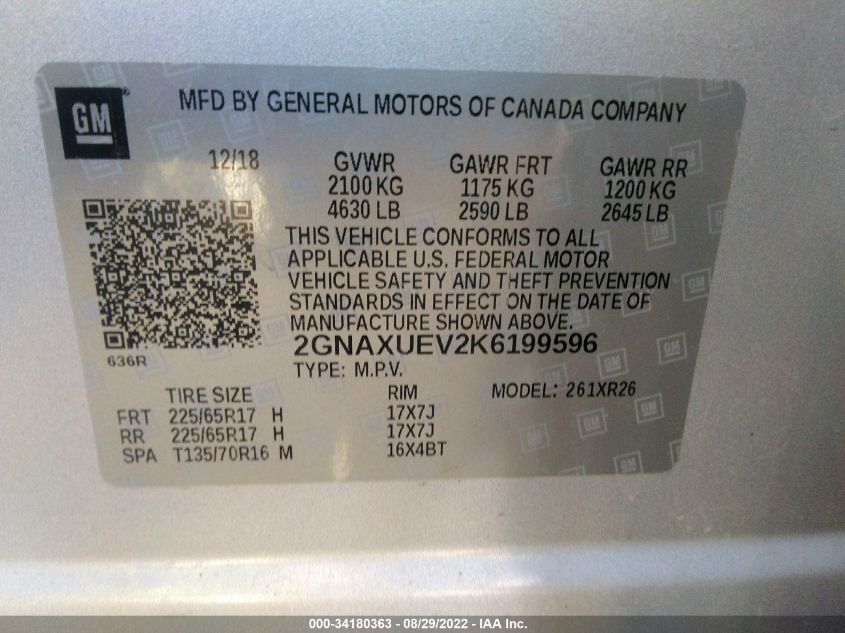 GM
MFD BY GENERAL MOTORS OF CANADA COMPANY
12/18 GVWR GAWR FRT GAWR RR
2100 KG 1175 KG 1200 KG
4630 LB 2590 LB 2645 LB
THIS VEHICLE CONFORMS TO ALL
APPLICABLE U.S. FEDERAL MOTOR
VEHICLE SAFETY AND THEFT PREVENTION
STANDARDS IN EFFECT ON THE DATE OF
MANUFACTURE SHOWN ABOVE.
636R 2GNAXUEV2K6199596
TYPE: M.P.V.
TIRE SIZE RIM MODEL: 261XR26
FRT 225/65R17 H 17X7J
RR 225/65R17 H 17X7J
SPA T135/70R16 M 16X4BT
000-34180363 - 08/29/2022 - IAA Inc.